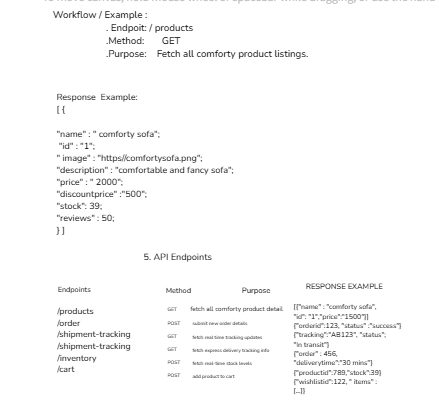 Workflow / Example :
. Endpoit: / products
.Method: GET
.Purpose: Fetch all comforty product listings.
Response Example:
[ {
"name" : " comforty sofa";
"id" : "1";
" image" : "https//comfortysofa.png";
"description" : "comfortable and fancy sofa";
"price" : " 2000";
"discountprice" :"500";
"stock": 39;
"reviews" : 50;
} ]
5. API Endpoints
Endpoints Method Purpose RESPONSE EXAMPLE
/products GET fetch all comforty product detail [{"name" : "comforty sofa",
"id": "1","price":"1500"}]
/order POST submit new order details {"orderid":123, "status" :"success"}
/shipment-tracking GET fetch real time tracking updates {"tracking":"AB123", "status";
"In transit"}
/shipment-tracking GET fetch express delivery tracking info {"order" : 456,
"deliverytime":"30 mins"}
/inventory POST fetch real-time stock levels {"productid":789,"stock":39}
/cart POST add product to cart {"wishlistid":122, " items" :
[...]}